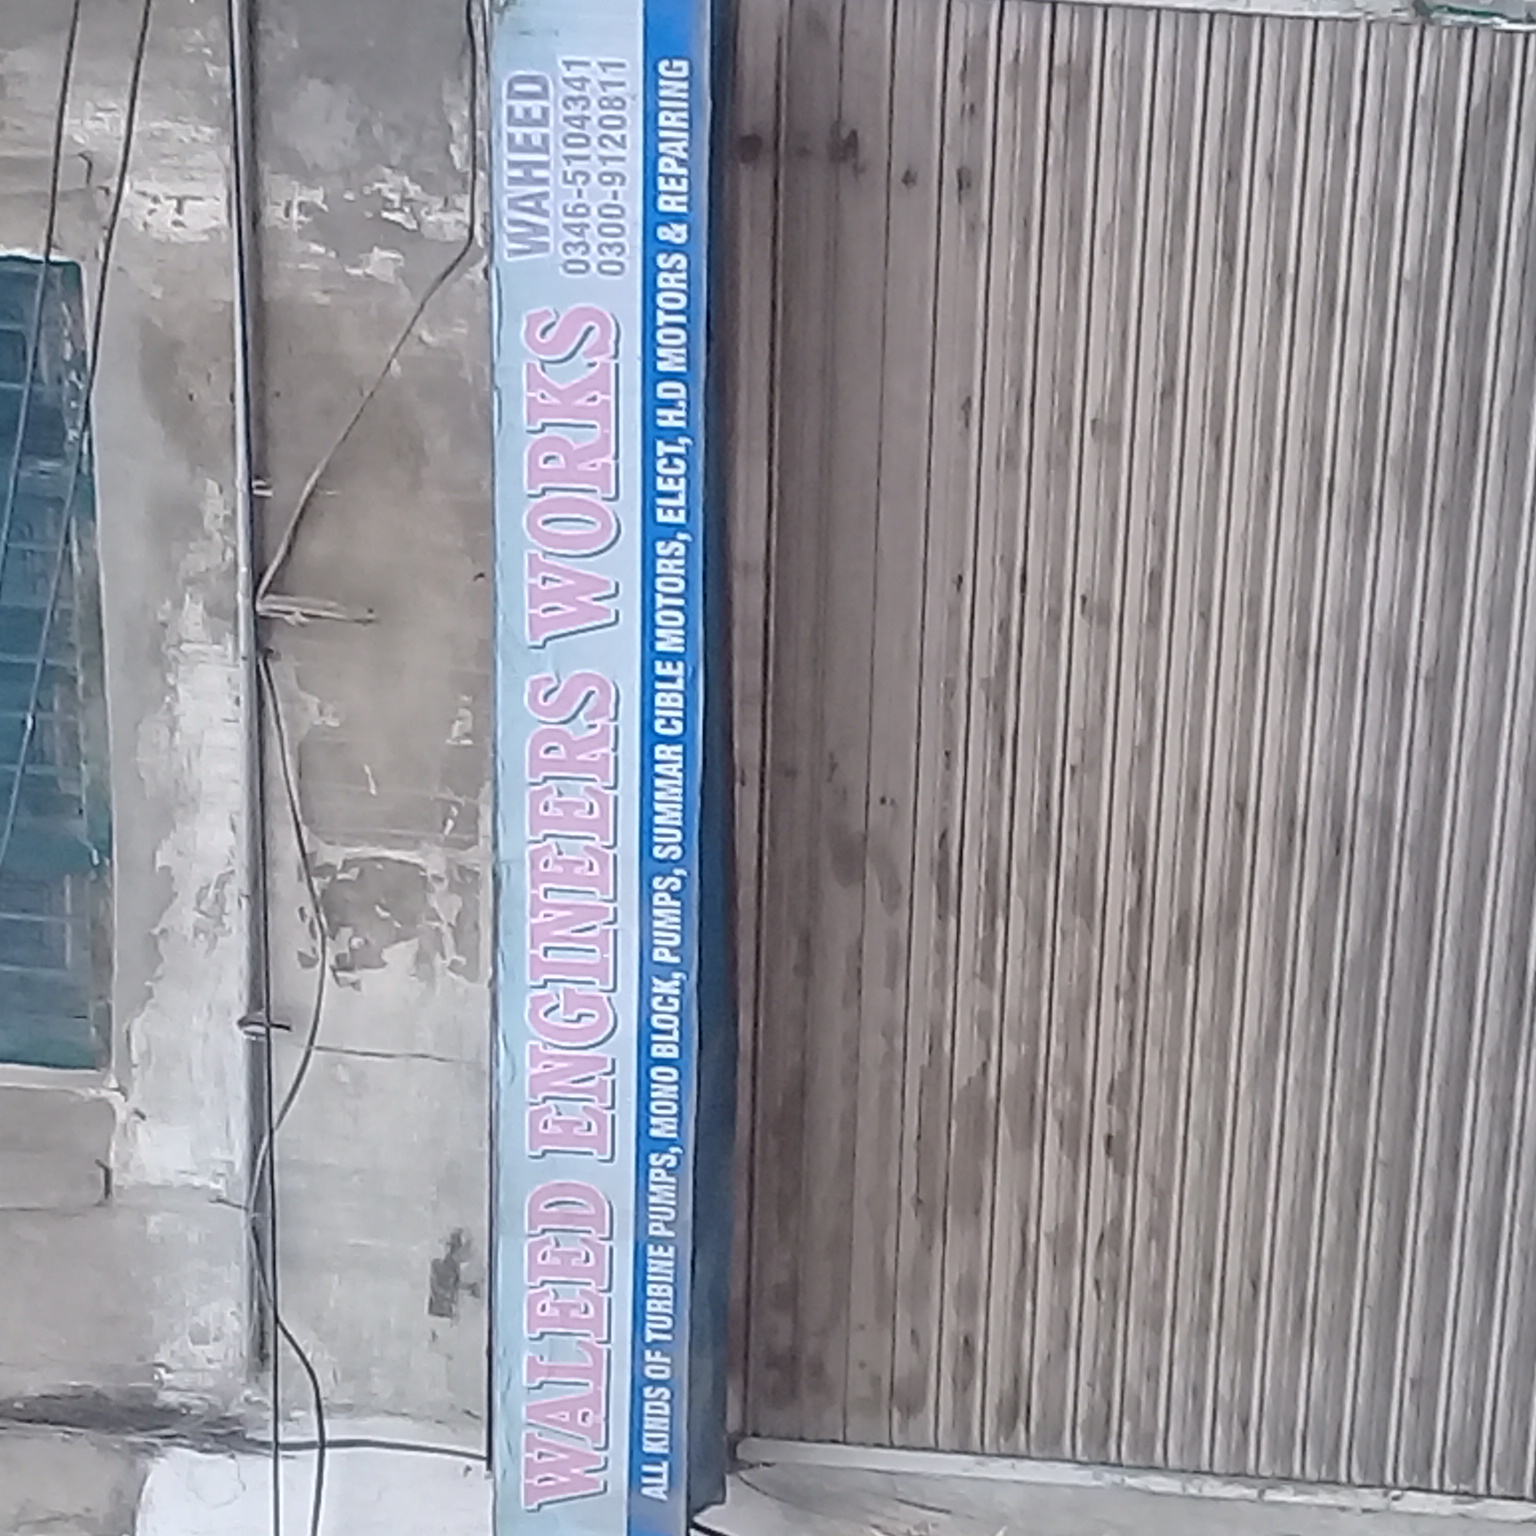 WALEED ENGINEERS WORKS
WAHEED
0346-5104341
0300-9120811
ALL KINDS OF TURBINE PUMPS, MONO BLOCK, PUMPS, SUMMAR CIBLE MOTORS, ELECT, H.D MOTORS & REPAIRING